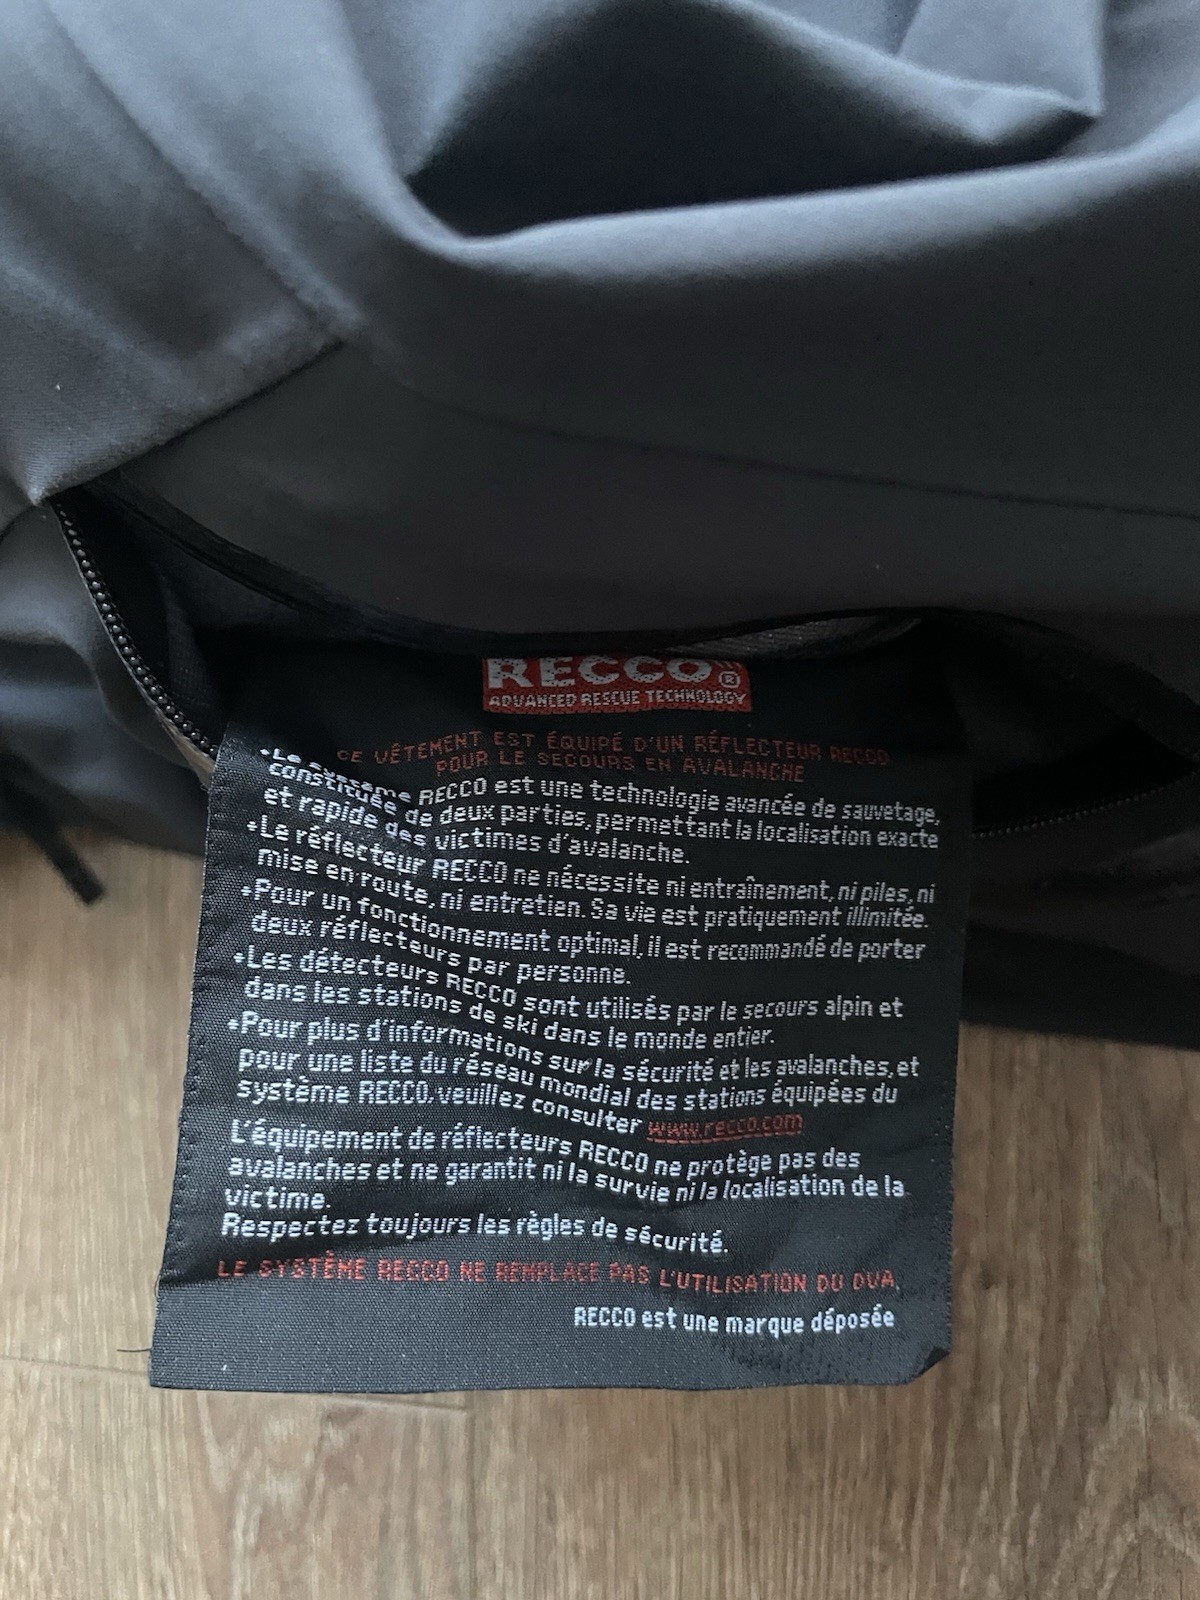 RECCO®
ADVANCED RESCUE TECHNOLOGY
CE VÊTEMENT EST ÉQUIPÉ D'UN RÉFLECTEUR RECCO
POUR LE SECOURS EN AVALANCHE
•Le système RECCO est une technologie avancée de sauvetage,
constituée de deux parties, permettant la localisation exacte
et rapide des victimes d'avalanche.
•Le réflecteur RECCO ne nécessite ni entraînement, ni piles, ni
mise en route, ni entretien. Sa vie est pratiquement illimitée.
•Pour un fonctionnement optimal, il est recommandé de porter
deux réflecteurs par personne.
•Les détecteurs RECCO sont utilisés par le secours alpin et
dans les stations de ski dans le monde entier.
•Pour plus d'informations sur la sécurité et les avalanches, et
pour une liste du réseau mondial des stations équipées du
système RECCO, veuillez consulter www.recco.com
L'équipement de réflecteurs RECCO ne protège pas des
avalanches et ne garantit ni la survie ni la localisation de la
victime.
Respectez toujours les règles de sécurité.
LE SYSTÈME RECCO NE REMPLACE PAS L'UTILISATION DU DVA.
RECCO est une marque déposée